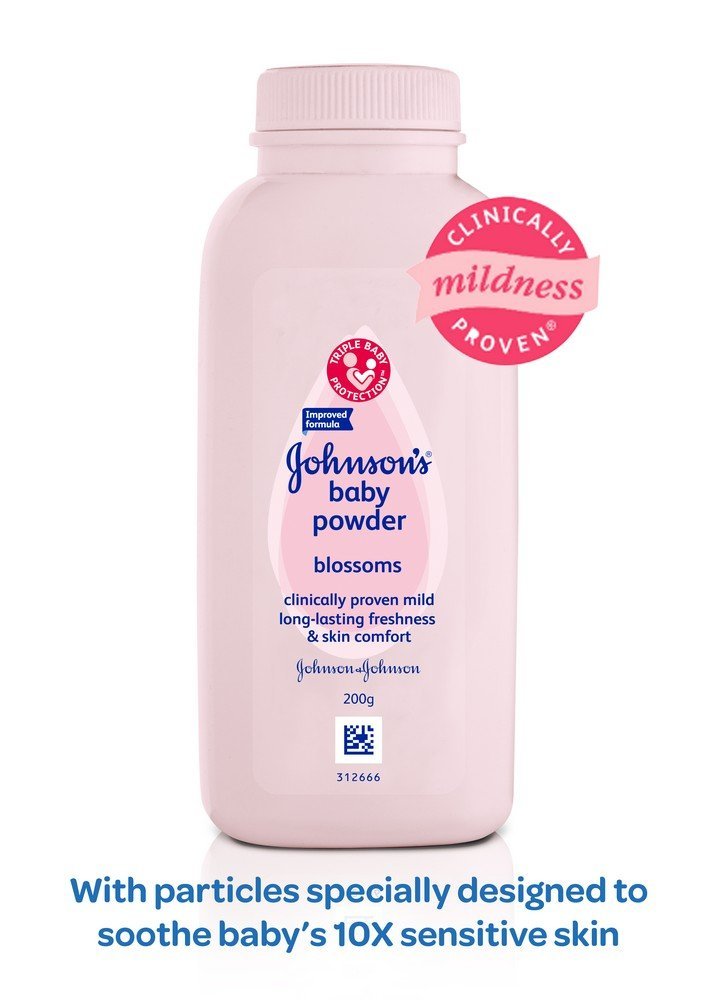 CLINICALLY
mildness
PROVEN®
TRIPLE BABY
PROTECTION™
Improved
formula
Johnson's®
baby
powder
blossoms
clinically proven mild
long-lasting freshness
& skin comfort
Johnson & Johnson
200g
312666
With particles specially designed to
soothe baby's 10X sensitive skin